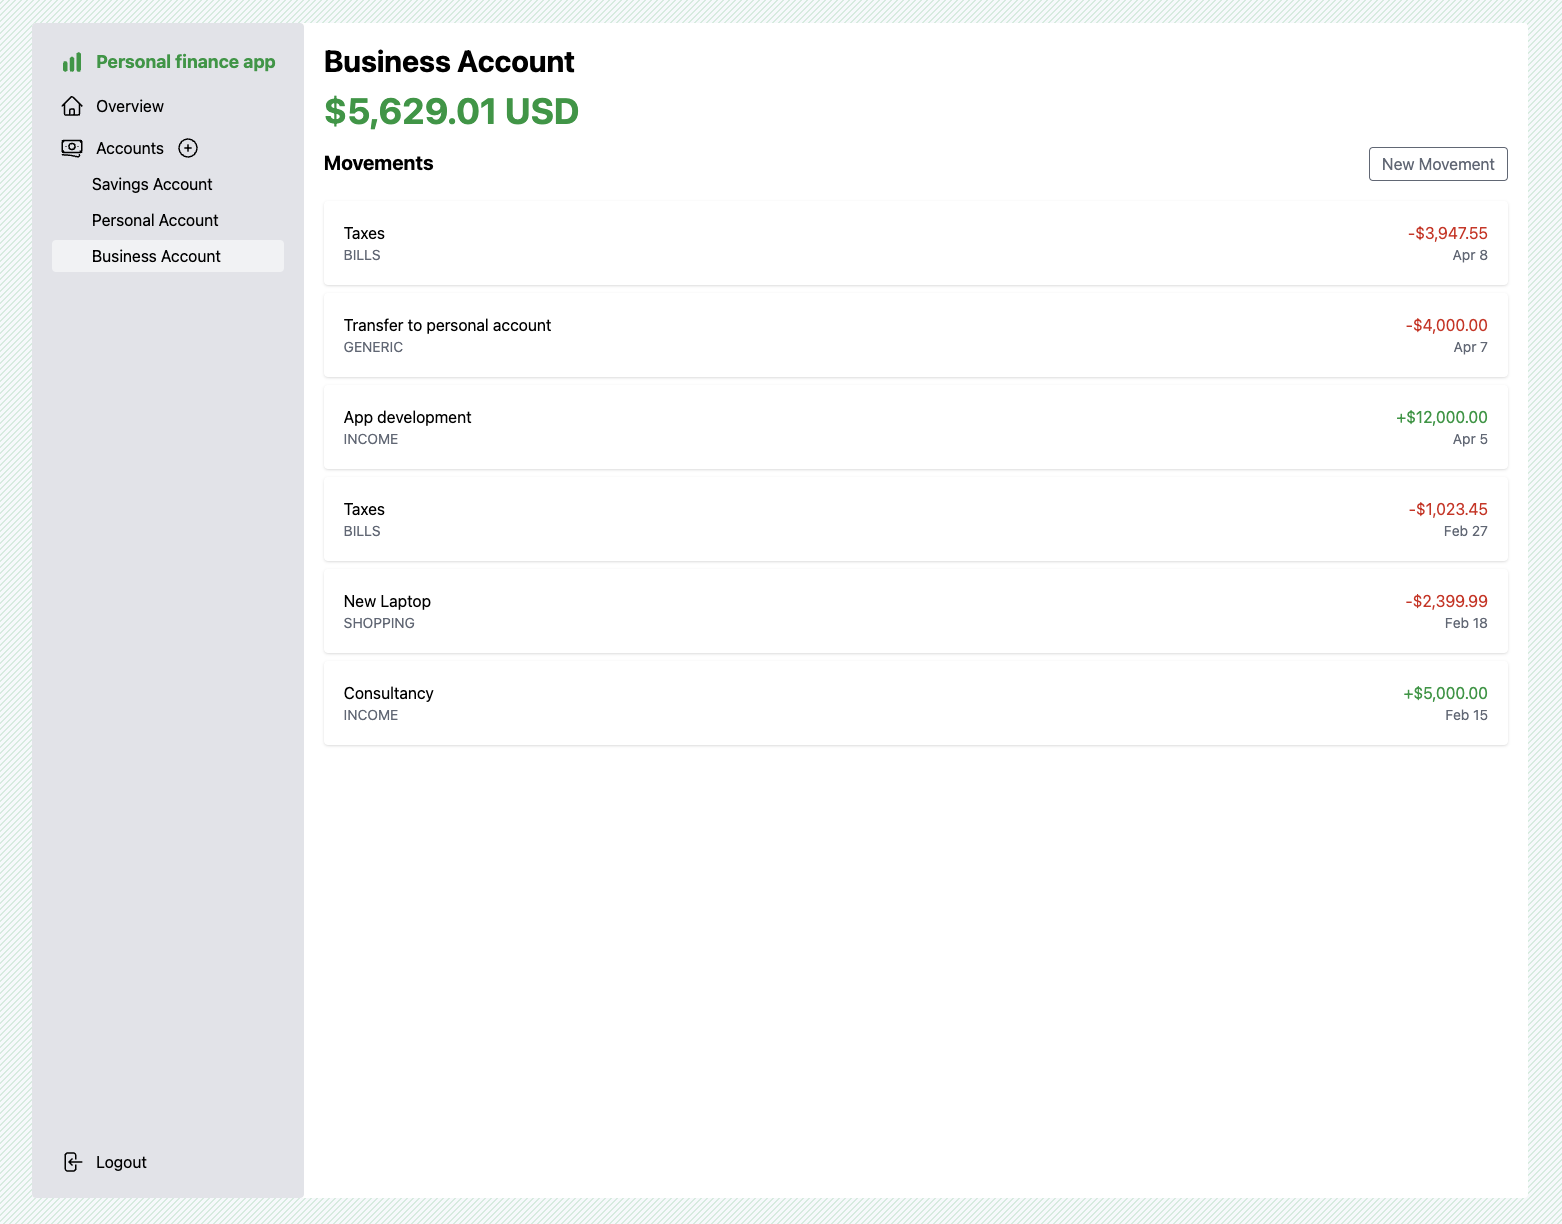 Personal finance app
Overview
Accounts
Savings Account
Personal Account
Business Account
Logout
Business Account
$5,629.01 USD
Movements
New Movement
Taxes
-$3,947.55
BILLS
Apr 8
Transfer to personal account
-$4,000.00
GENERIC
Apr 7
App development
+$12,000.00
INCOME
Apr 5
Taxes
-$1,023.45
BILLS
Feb 27
New Laptop
-$2,399.99
SHOPPING
Feb 18
Consultancy
+$5,000.00
INCOME
Feb 15